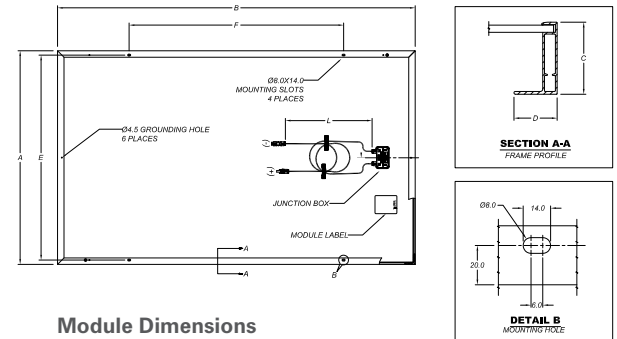 B
F
Ø8.0X14.0
MOUNTING SLOTS
4 PLACES
L
Ø4.5 GROUNDING HOLE
6 PLACES
A
E
(-)
(+)
JUNCTION BOX
MODULE LABEL
A
A
B
Module Dimensions
C
D
SECTION A-A
FRAME PROFILE
Ø8.0
14.0
20.0
6.0
DETAIL B
MOUNTING HOLE